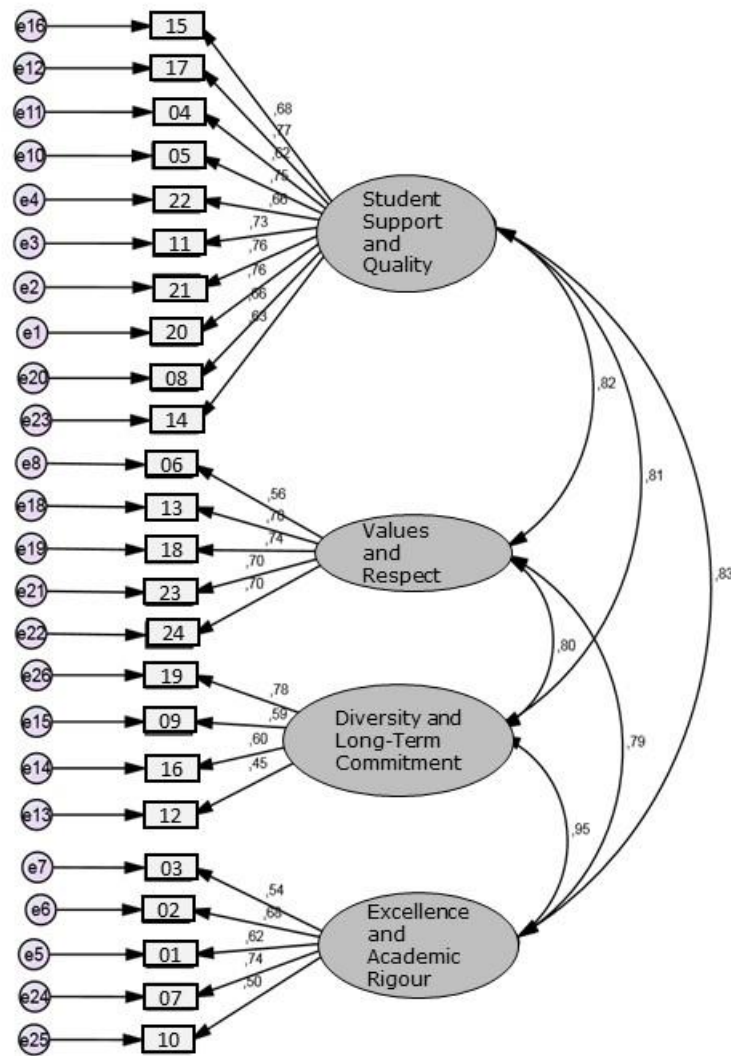 e16 15
e12 17
e11 04
e10 05
e4 22
e3 11
e2 21
e1 20
e20 08
e23 14
,68
,77
,62
,75
,66
,73
,76
,76
,66
,63
Student
Support
and
Quality
,82
,81
,83
e8 06
e18 13
e19 18
e21 23
e22 24
,56
,76
,74
,70
,70
Values
and
Respect
,80
,79
e26 19
e15 09
e14 16
e13 12
,78
,59
,60
,45
Diversity and
Long-Term
Commitment
,95
e7 03
e6 02
e5 01
e24 07
e25 10
,54
,68
,62
,74
,50
Excellence
and
Academic
Rigour